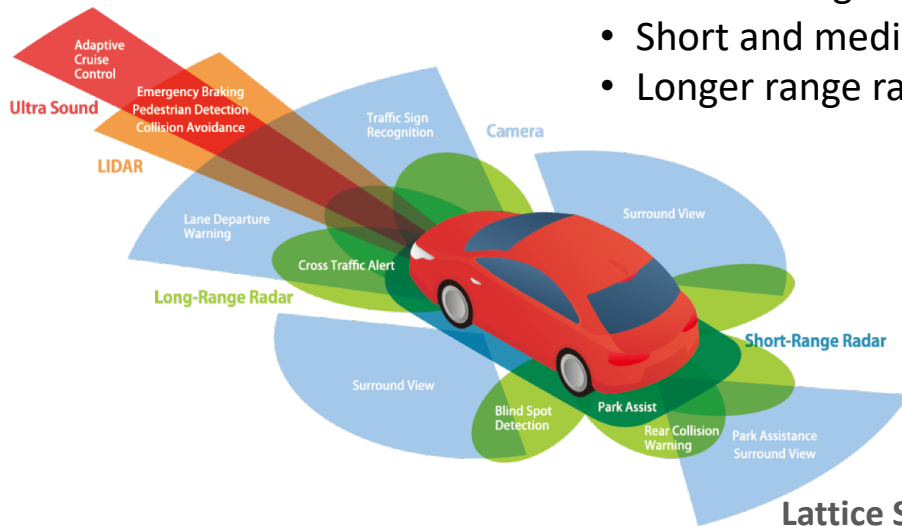 • Short and medi
• Longer range ra
Adaptive
Cruise
Control
Ultra Sound
Emergency Braking
Pedestrian Detection
Collision Avoidance
LIDAR
Traffic Sign
Recognition
Camera
Lane Departure
Warning
Surround View
Cross Traffic Alert
Long-Range Radar
Short-Range Radar
Surround View
Blind Spot
Detection
Park Assist
Rear Collision
Warning
Park Assistance
Surround View
Lattice S